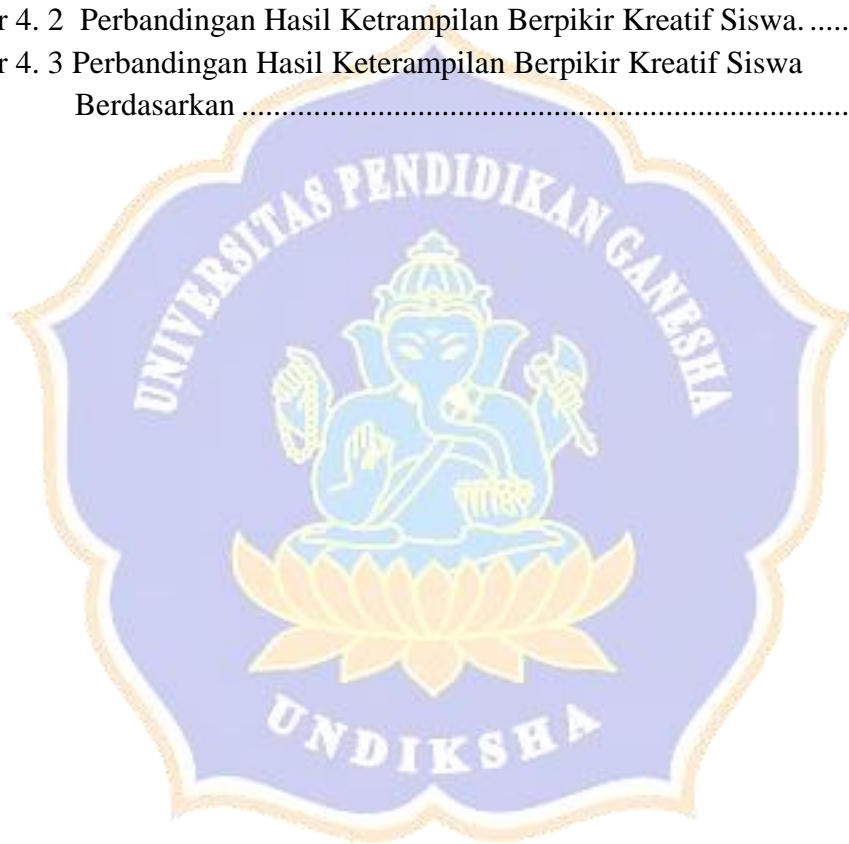 r 4. 2 Perbandingan Hasil Ketrampilan Berpikir Kreatif Siswa. .....
r 4. 3 Perbandingan Hasil Keterampilan Berpikir Kreatif Siswa
Berdasarkan ............................................................................
UNIVERSITAS PENDIDIKAN GANESHA
UNDIKSHA